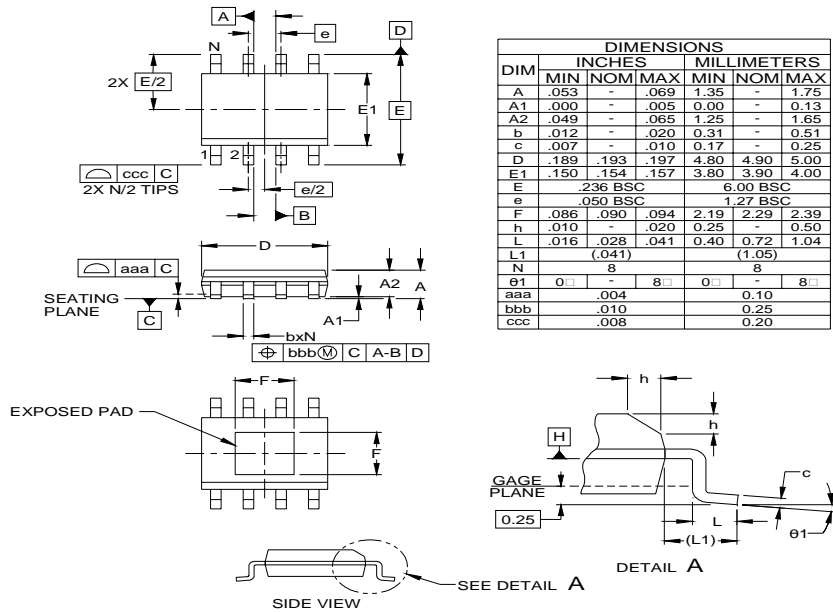 A
e
D
N
2X E/2
E1
E
1 2
ccc C
2X N/2 TIPS
e/2
B
D
aaa C
A2 A
SEATING
PLANE
C
A1
bxN
bbb Ⓜ C A-B D
F
EXPOSED PAD
F
SIDE VIEW
SEE DETAIL A
DIMENSIONS
DIM INCHES MILLIMETERS
MIN NOM MAX MIN NOM MAX
A .053 - .069 1.35 - 1.75
A1 .000 - .005 0.00 - 0.13
A2 .049 - .065 1.25 - 1.65
b .012 - .020 0.31 - 0.51
c .007 - .010 0.17 - 0.25
D .189 .193 .197 4.80 4.90 5.00
E1 .150 .154 .157 3.80 3.90 4.00
E .236 BSC 6.00 BSC
e .050 BSC 1.27 BSC
F .086 .090 .094 2.19 2.29 2.39
h .010 - .020 0.25 - 0.50
L .016 .028 .041 0.40 0.72 1.04
L1 (.041) (1.05)
N 8 8
θ1 0□ - 8□ 0□ - 8□
aaa .004 0.10
bbb .010 0.25
ccc .008 0.20
h
h
H
GAGE
PLANE
c
0.25
L
(L1)
θ1
DETAIL A